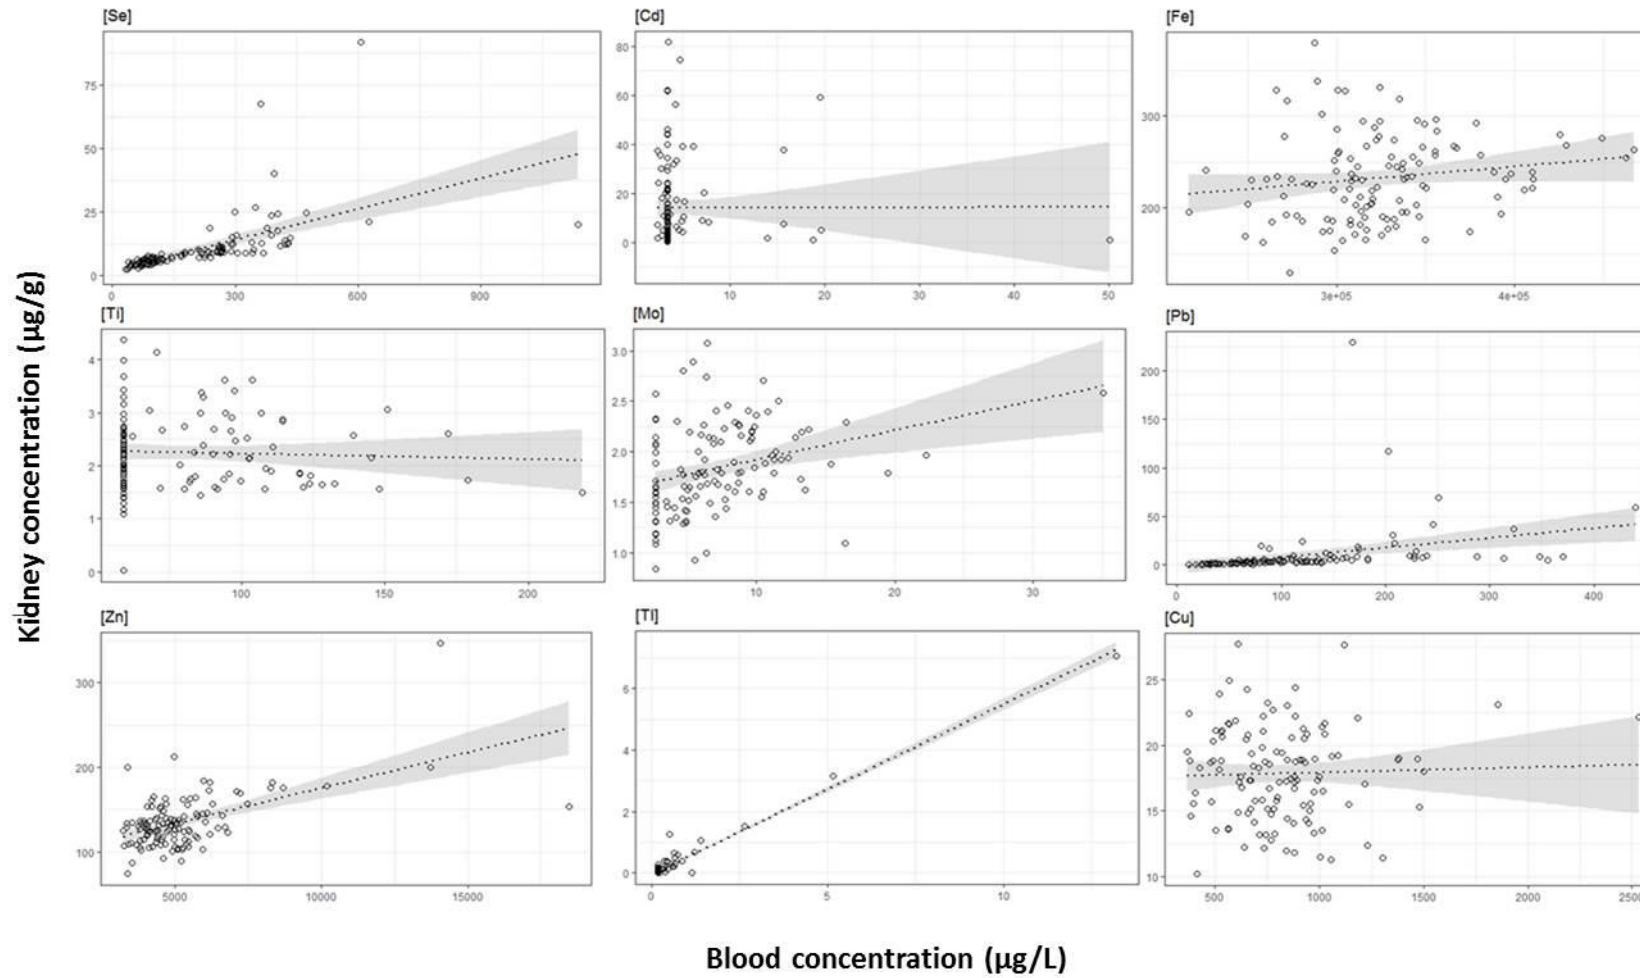 [Se] [Cd] [Fe]
75
50
25
0
0 300 600 900
80
60
40
20
0
10 20 30 40 50
300
200
3e+05 4e+05
[Ti] [Mo] [Pb]
4
3
2
1
0
100 150 200
3.0
2.5
2.0
1.5
1.0
10 20 30
200
150
100
50
0
0 100 200 300 400
[Zn] [Tl] [Cu]
300
200
100
5000 10000 15000
6
4
2
0
0 5 10
25
20
15
10
500 1000 1500 2000 2500
Kidney concentration (µg/g)
Blood concentration (µg/L)